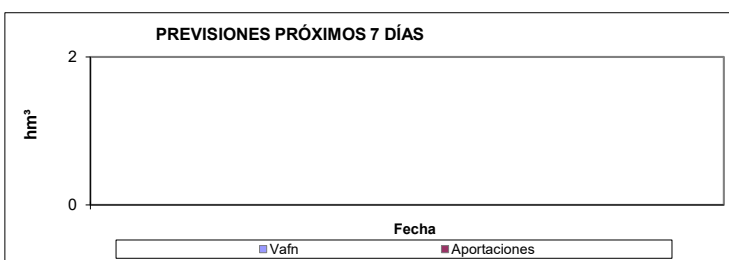 PREVISIONES PRÓXIMOS 7 DÍAS
2
hm³
0
Fecha
Vafn Aportaciones